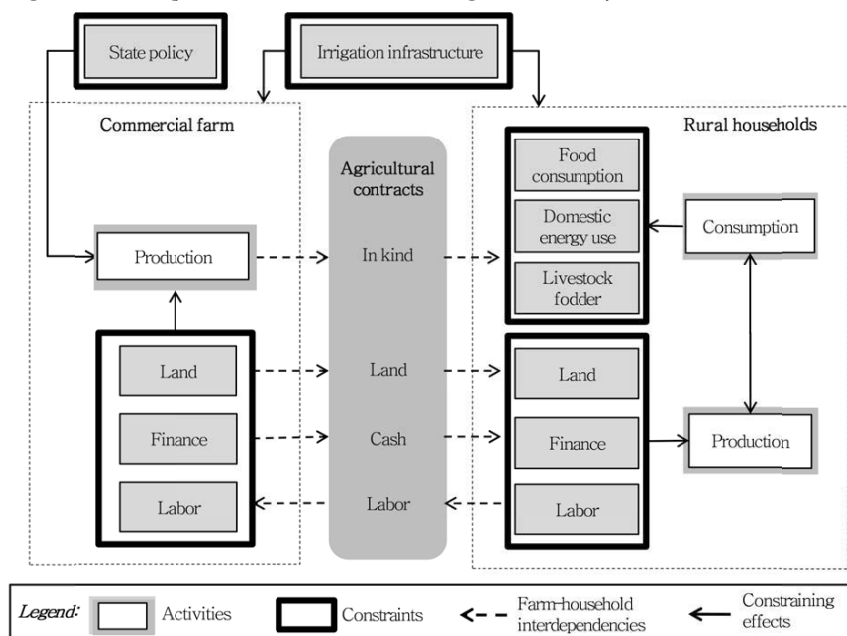 State policy
Irrigation infrastructure
Commercial farm
Rural households
Agricultural
contracts
Food
consumption
Domestic
energy use
Livestock
fodder
Consumption
Production
In kind
Land
Land
Land
Finance
Cash
Finance
Production
Labor
Labor
Labor
Legend:
Activities
Constraints
Farm-household
interdependencies
Constraining
effects